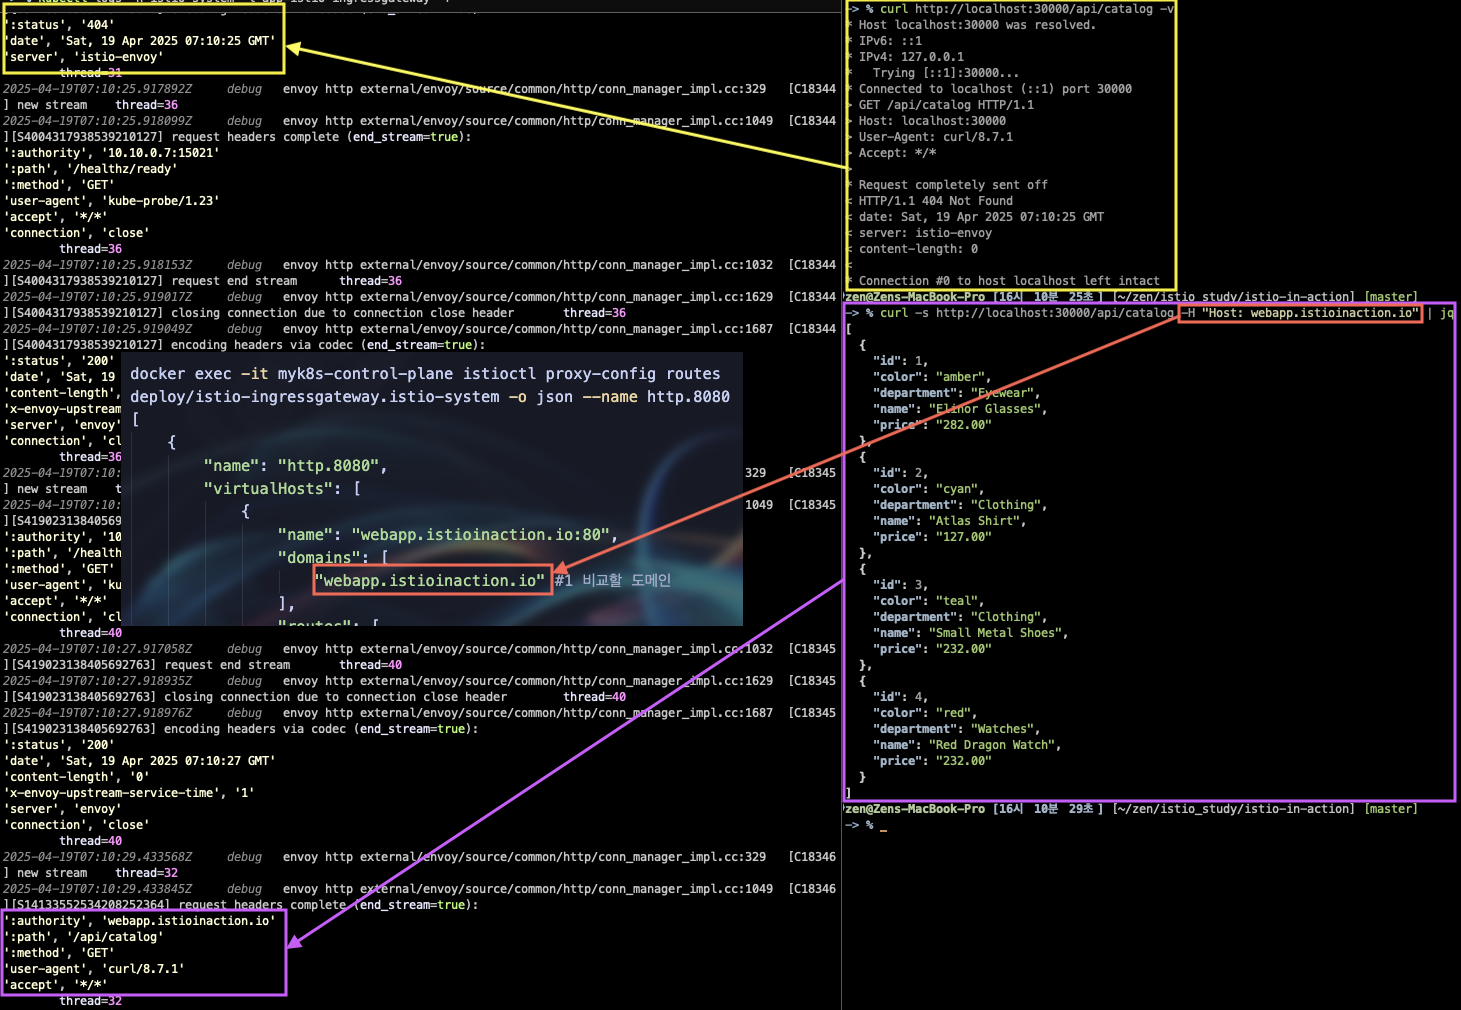 ':status', '404'
'date', 'Sat, 19 Apr 2025 07:10:25 GMT'
'server', 'istio-envoy'
thread=31
2025-04-19T07:10:25.917892Z debug envoy http external/envoy/source/common/http/conn_manager_impl.cc:329 [C18344
] new stream thread=36
2025-04-19T07:10:25.918099Z debug envoy http external/envoy/source/common/http/conn_manager_impl.cc:1049 [C18344
][S4004317938539210127] request headers complete (end_stream=true):
':authority', '10.10.0.7:15021'
':path', '/healthz/ready'
':method', 'GET'
'user-agent', 'kube-probe/1.23'
'accept', '*/*'
'connection', 'close'
thread=36
2025-04-19T07:10:25.918153Z debug envoy http external/envoy/source/common/http/conn_manager_impl.cc:1032 [C18344
][S4004317938539210127] request end stream thread=36
2025-04-19T07:10:25.919017Z debug envoy http external/envoy/source/common/http/conn_manager_impl.cc:1629 [C18344
][S4004317938539210127] closing connection due to connection close header thread=36
2025-04-19T07:10:25.919049Z debug envoy http external/envoy/source/common/http/conn_manager_impl.cc:1687 [C18344
][S4004317938539210127] encoding headers via codec (end_stream=true):
':status', '200'
'date', 'Sat, 19
'content-length',
'x-envoy-upstream
'server', 'envoy'
'connection', 'cl
thread=36
2025-04-19T07:10: 329 [C18345
] new stream t
2025-04-19T07:10: 1049 [C18345
][S41902313840569
':authority', '10
':path', '/health
':method', 'GET'
'user-agent', 'ku
'accept', '*/*'
'connection', 'cl
thread=40
2025-04-19T07:10:27.917058Z debug envoy http external/envoy/source/common/http/conn_manager_impl.cc:1032 [C18345
][S419023138405692763] request end stream thread=40
2025-04-19T07:10:27.918935Z debug envoy http external/envoy/source/common/http/conn_manager_impl.cc:1629 [C18345
][S419023138405692763] closing connection due to connection close header thread=40
2025-04-19T07:10:27.918976Z debug envoy http external/envoy/source/common/http/conn_manager_impl.cc:1687 [C18345
][S419023138405692763] encoding headers via codec (end_stream=true):
':status', '200'
'date', 'Sat, 19 Apr 2025 07:10:27 GMT'
'content-length', '0'
'x-envoy-upstream-service-time', '1'
'server', 'envoy'
'connection', 'close'
thread=40
2025-04-19T07:10:29.433568Z debug envoy http external/envoy/source/common/http/conn_manager_impl.cc:329 [C18346
] new stream thread=32
2025-04-19T07:10:29.433845Z debug envoy http external/envoy/source/common/http/conn_manager_impl.cc:1049 [C18346
][S14133552534208252364] request headers complete (end_stream=true):
':authority', 'webapp.istioinaction.io'
':path', '/api/catalog'
':method', 'GET'
'user-agent', 'curl/8.7.1'
'accept', '*/*'
thread=32
docker exec -it myk8s-control-plane istioctl proxy-config routes
deploy/istio-ingressgateway.istio-system -o json --name http.8080
[
{
"name": "http.8080",
"virtualHosts": [
{
"name": "webapp.istioinaction.io:80",
"domains": [
"webapp.istioinaction.io" #1 비교할 도메인
],
"routes": [
-> % curl http://localhost:30000/api/catalog -v
* Host localhost:30000 was resolved.
* IPv6: ::1
* IPv4: 127.0.0.1
* Trying [::1]:30000...
* Connected to localhost (::1) port 30000
> GET /api/catalog HTTP/1.1
> Host: localhost:30000
> User-Agent: curl/8.7.1
> Accept: */*
>
* Request completely sent off
< HTTP/1.1 404 Not Found
< date: Sat, 19 Apr 2025 07:10:25 GMT
< server: istio-envoy
< content-length: 0
<
* Connection #0 to host localhost left intact
zen@Zens-MacBook-Pro [16시 10분 25초] [~/zen/istio_study/istio-in-action] [master]
-> % curl -s http://localhost:30000/api/catalog -H "Host: webapp.istioinaction.io" | jq
[
{
"id": 1,
"color": "amber",
"department": "Eyewear",
"name": "Elinor Glasses",
"price": "282.00"
},
{
"id": 2,
"color": "cyan",
"department": "Clothing",
"name": "Atlas Shirt",
"price": "127.00"
},
{
"id": 3,
"color": "teal",
"department": "Clothing",
"name": "Small Metal Shoes",
"price": "232.00"
},
{
"id": 4,
"color": "red",
"department": "Watches",
"name": "Red Dragon Watch",
"price": "232.00"
}
]
zen@Zens-MacBook-Pro [16시 10분 29초] [~/zen/istio_study/istio-in-action] [master]
-> % _